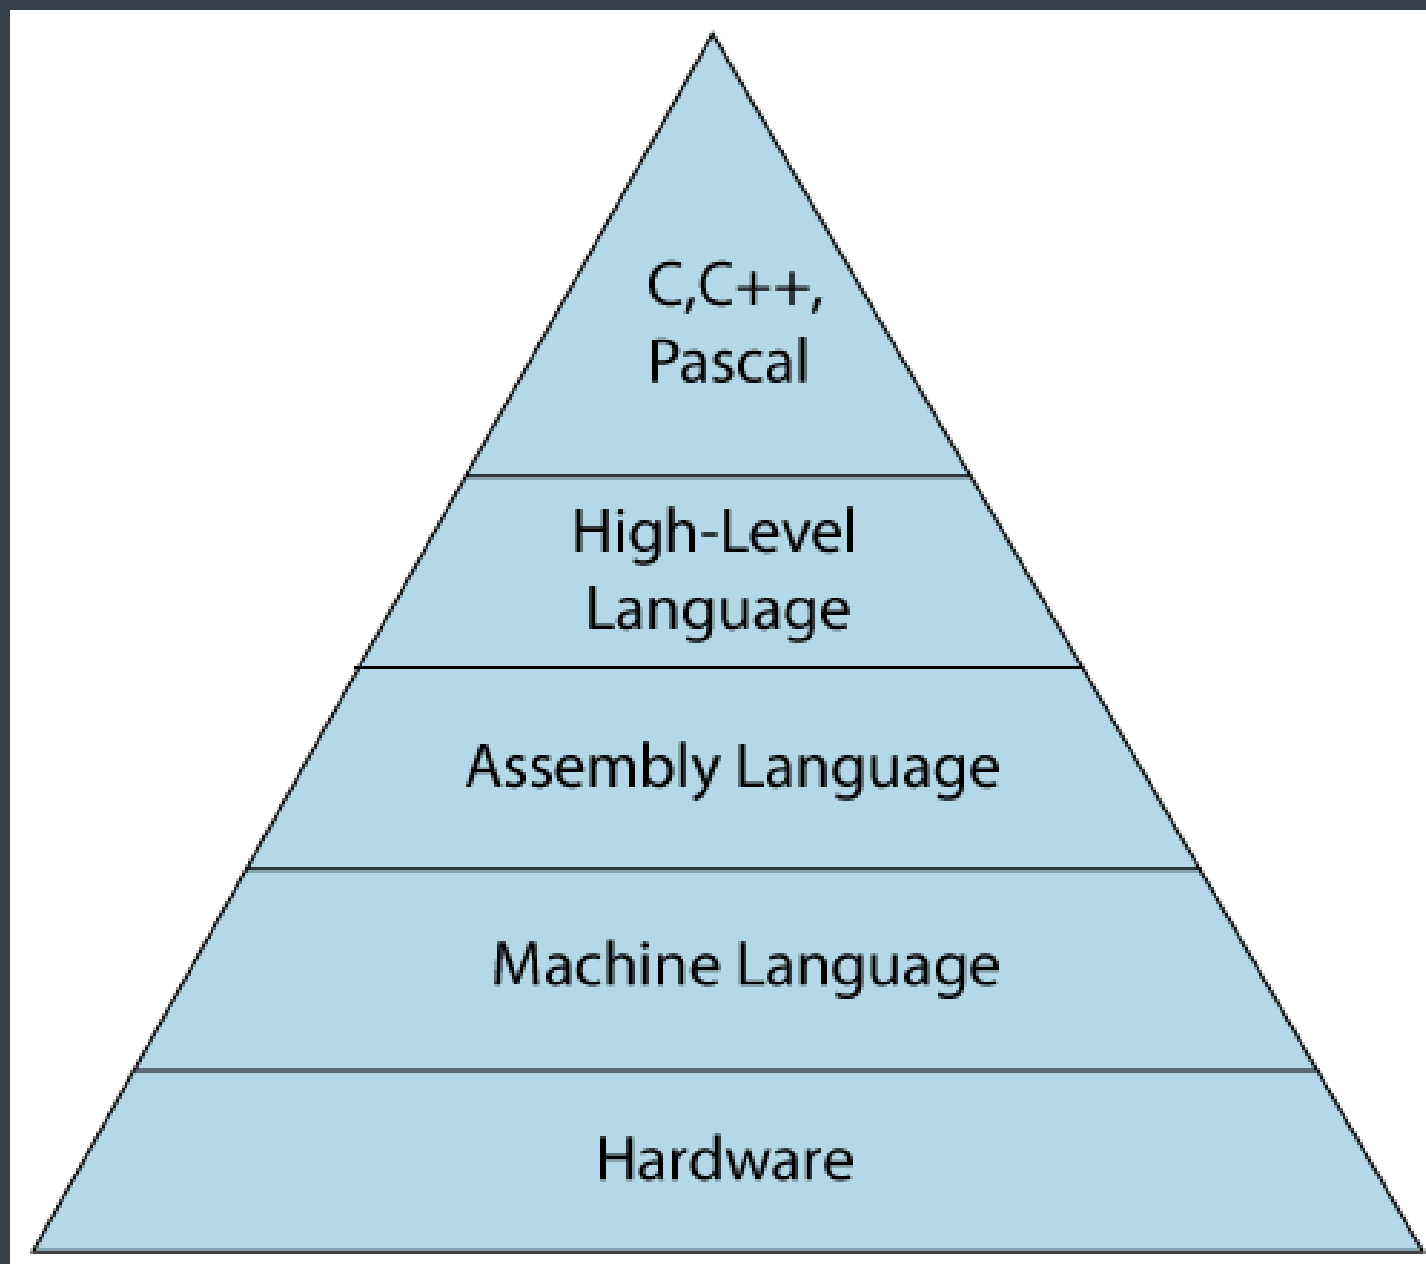 C,C++,
Pascal
High-Level
Language
Assembly Language
Machine Language
Hardware